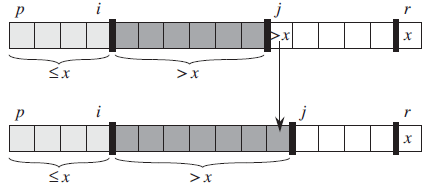 p i j r
>x x
≤x >x
p i j r
x
≤x >x